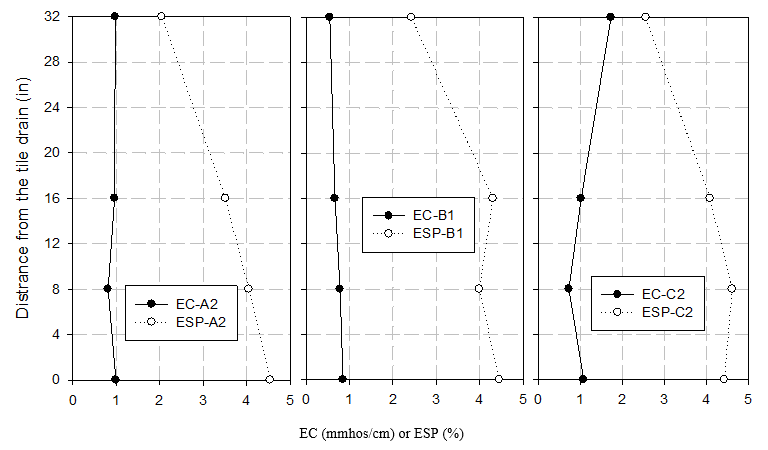 Distrance from the tile drain (in)
32
28
24
20
16
12
8
4
0
EC-A2
ESP-A2
EC-B1
ESP-B1
EC-C2
ESP-C2
0 1 2 3 4 5
0 1 2 3 4 5
0 1 2 3 4 5
EC (mmhos/cm) or ESP (%)